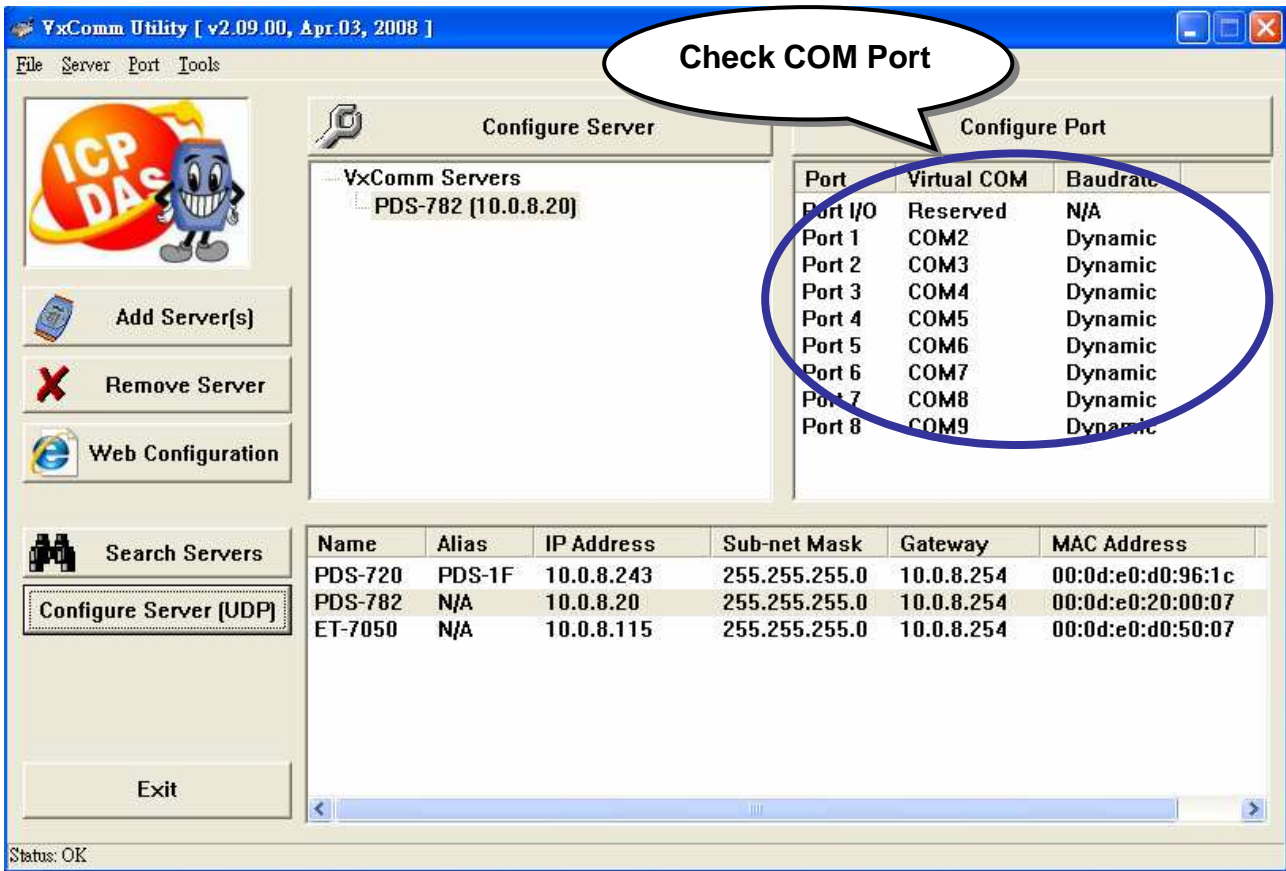 VxComm Utility [ v2.09.00, Apr.03, 2008 ]
File Server Port Tools
Check COM Port
ICP DAS
Configure Server
Configure Port
VxComm Servers
PDS-782 (10.0.8.20)
Port Virtual COM Baudrate
Port I/O Reserved N/A
Port 1 COM2 Dynamic
Port 2 COM3 Dynamic
Port 3 COM4 Dynamic
Port 4 COM5 Dynamic
Port 5 COM6 Dynamic
Port 6 COM7 Dynamic
Port 7 COM8 Dynamic
Port 8 COM9 Dynamic
Add Server(s)
Remove Server
Web Configuration
Search Servers
Configure Server (UDP)
Exit
Name Alias IP Address Sub-net Mask Gateway MAC Address
PDS-720 PDS-1F 10.0.8.243 255.255.255.0 10.0.8.254 00:0d:e0:d0:96:1c
PDS-782 N/A 10.0.8.20 255.255.255.0 10.0.8.254 00:0d:e0:20:00:07
ET-7050 N/A 10.0.8.115 255.255.255.0 10.0.8.254 00:0d:e0:d0:50:07
Status: OK